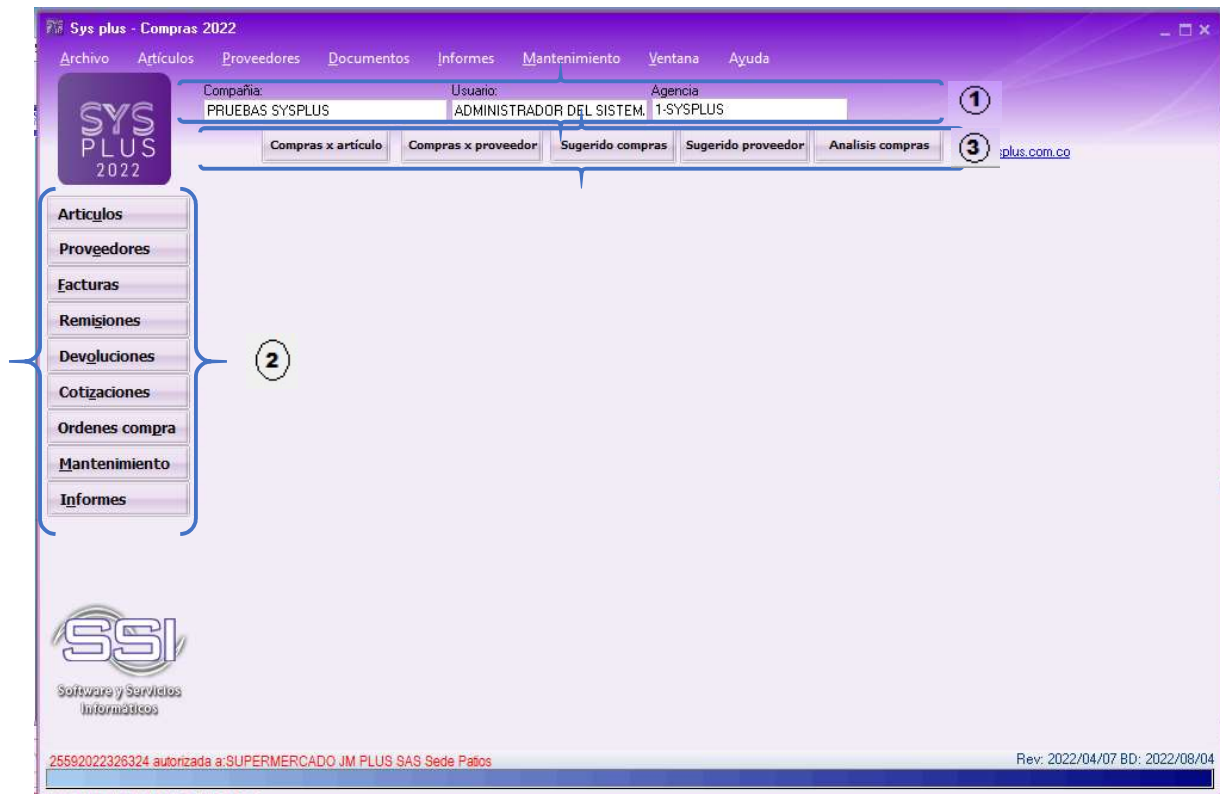 Sys plus - Compras 2022
Archivo Artículos Proveedores Documentos Informes Mantenimiento Ventana Ayuda
Compañia: Usuario: Agencia
PRUEBAS SYSPLUS ADMINISTRADOR DEL SISTEM. 1-SYSPLUS
1
SYS
PLUS
2022
Compras x artículo Compras x proveedor Sugerido compras Sugerido proveedor Analisis compras
3
splus.com.co
Articulos
Proveedores
Facturas
Remisiones
Devoluciones
2
Cotizaciones
Ordenes compra
Mantenimiento
Informes
SSI
Software y Servicios
Informáticos
25592022326324 autorizada a:SUPERMERCADO JM PLUS SAS Sede Patios
Rev: 2022/04/07 BD: 2022/08/04